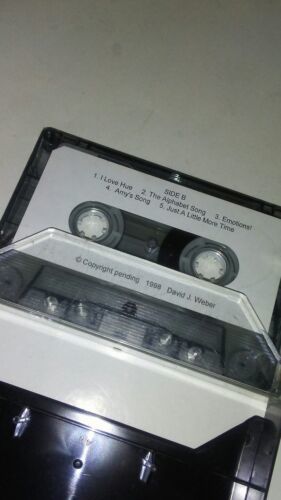 2
SIDE B
1. I Love Hue   2. The Alphabet Song   3. Emotions!
4. Amy's Song   5. Just A Little More Time
© Copyright pending   1998   David J. Weber